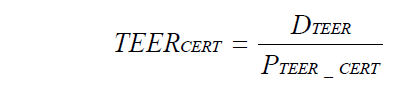 TEERCERT = DTEER / PTEER _ CERT